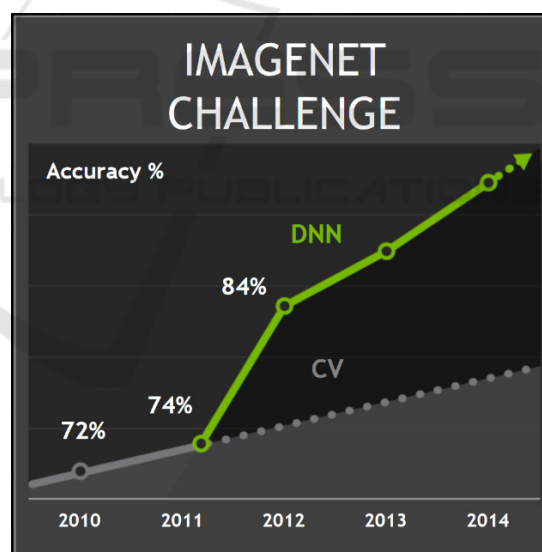 IMAGENET
CHALLENGE
Accuracy %
DNN
84%
CV
74%
72%
2010 2011 2012 2013 2014